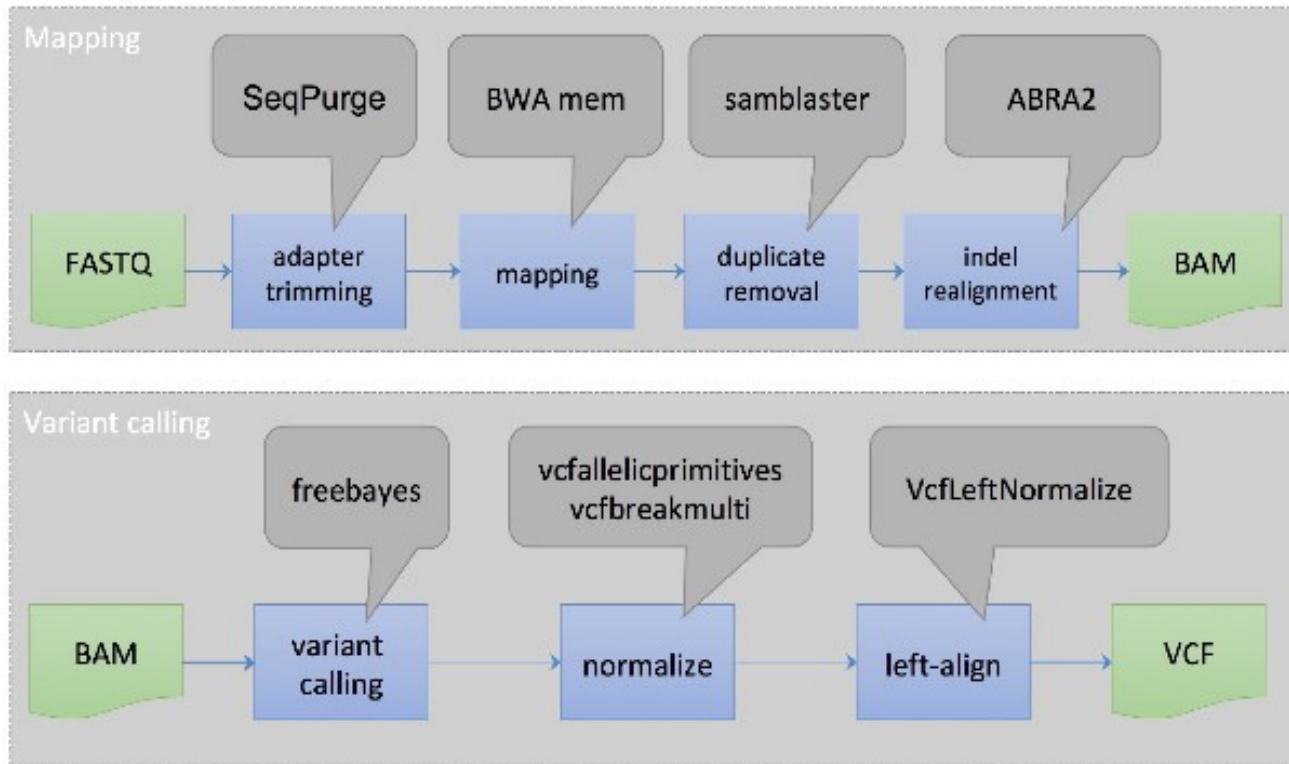 Mapping
SeqPurge
BWA mem
samblaster
ABRA2
FASTQ
adapter
trimming
mapping
duplicate
removal
indel
realignment
BAM
Variant calling
freebayes
vcfallelicprimitives
vcfbreakmulti
VcfLeftNormalize
BAM
variant
calling
normalize
left-align
VCF